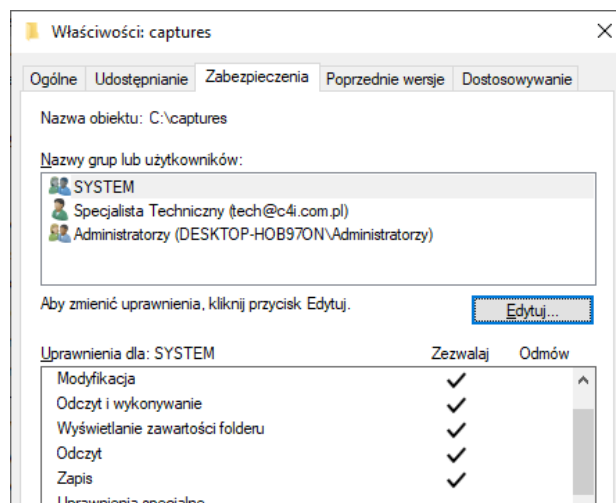 Właściwości: captures
Ogólne Udostępnianie Zabezpieczenia Poprzednie wersje Dostosowywanie
Nazwa obiektu: C:\captures
Nazwy grup lub użytkowników:
SYSTEM
Specjalista Techniczny (tech@c4i.com.pl)
Administratorzy (DESKTOP-HOB97ON\Administratorzy)
Aby zmienić uprawnienia, kliknij przycisk Edytuj.
Edytuj...
Uprawnienia dla: SYSTEM Zezwalaj Odmów
Modyfikacja
Odczyt i wykonywanie
Wyświetlanie zawartości folderu
Odczyt
Zapis
Uprawnienia specjalne